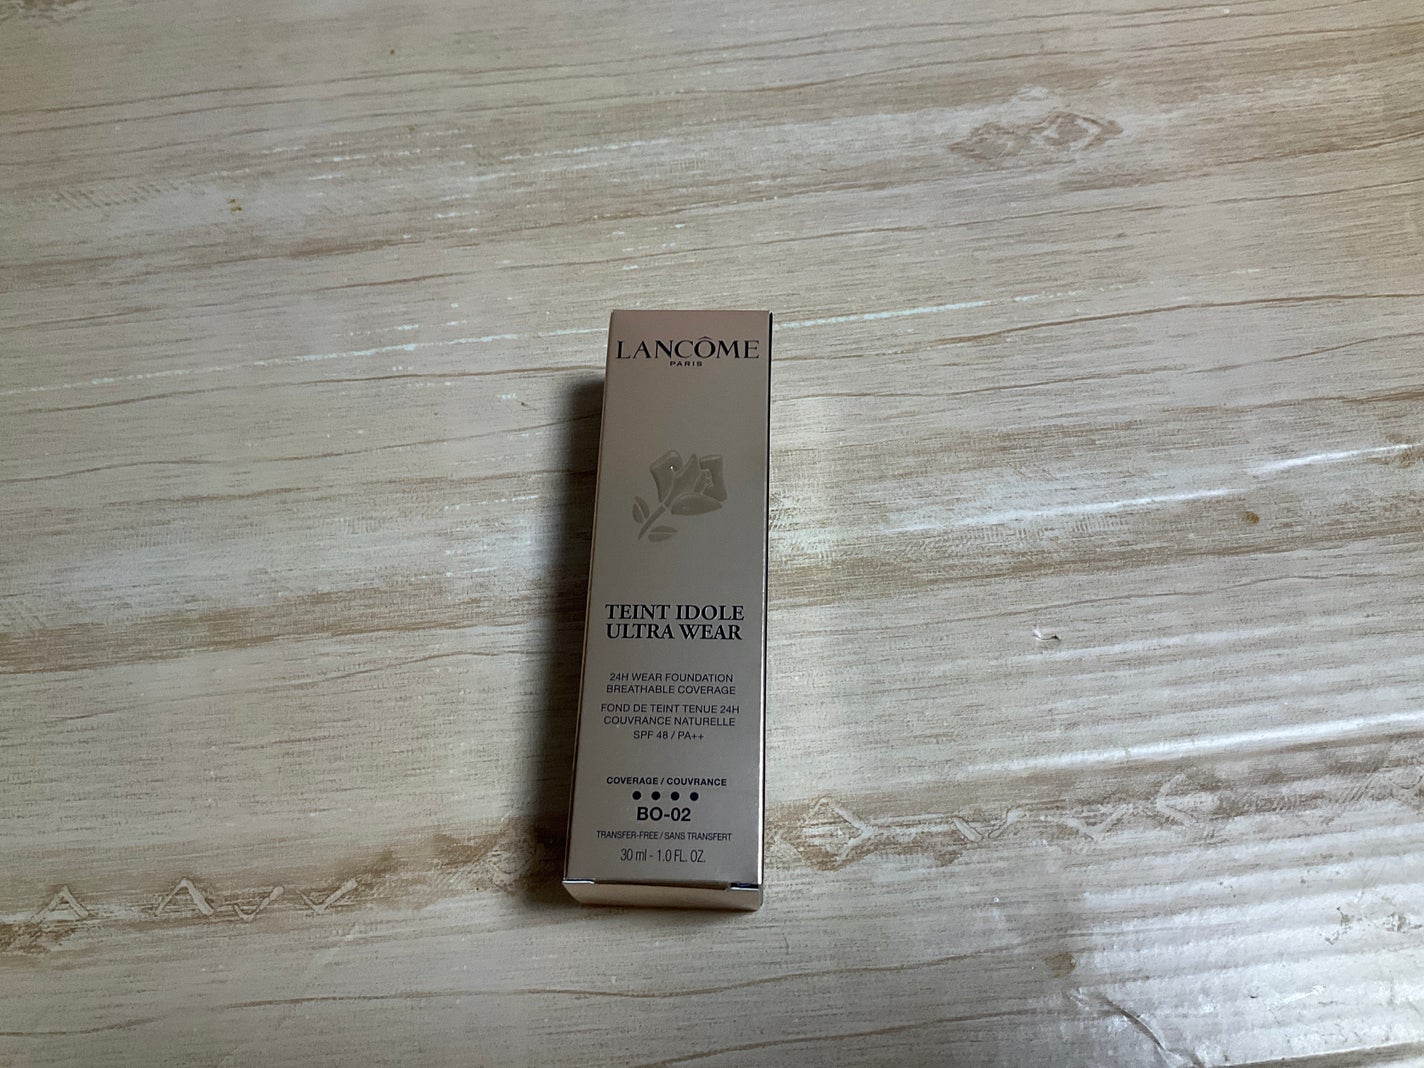 LANCÔME
PARIS
TEINT IDOLE
ULTRA WEAR
24H WEAR FOUNDATION
BREATHABLE COVERAGE
FOND DE TEINT TENUE 24H
COUVRANCE NATURELLE
SPF 48 / PA++
COVERAGE / COUVRANCE
BO-02
TRANSFER-FREE / SANS TRANSFERT
30 ml - 1.0 FL. OZ.